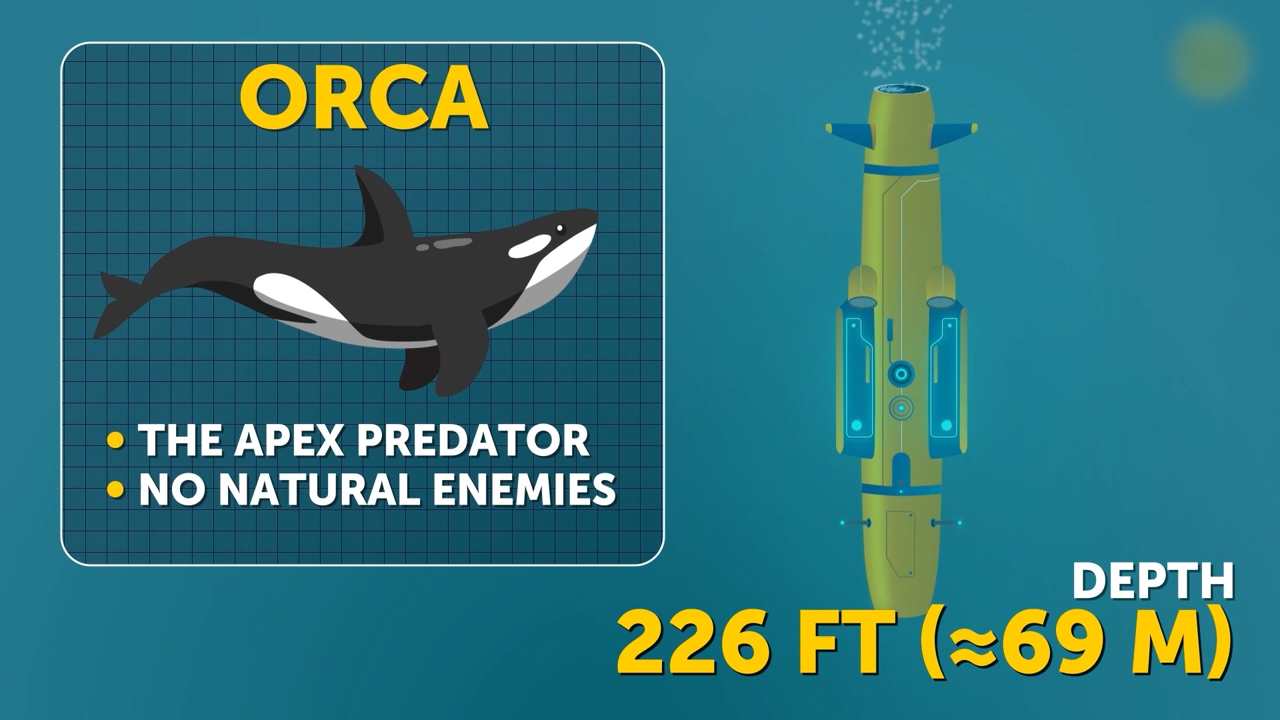 ORCA
• THE APEX PREDATOR
• NO NATURAL ENEMIES
DEPTH
226 FT (≈69 M)